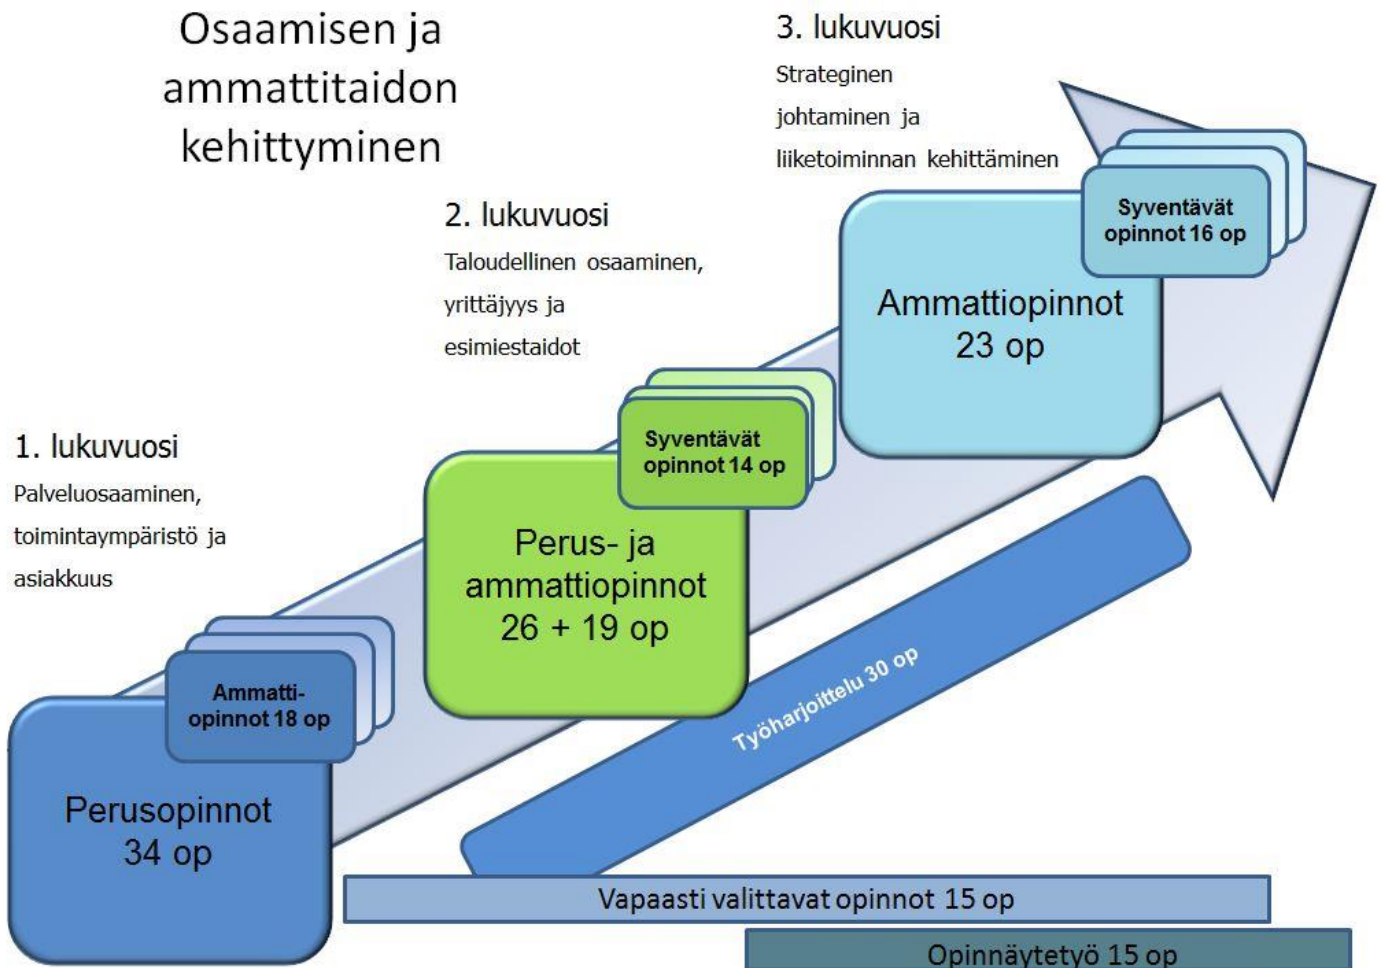 Osaamisen ja
ammattitaidon
kehittyminen
3. lukuvuosi
Strateginen
johtaminen ja
liiketoiminnan kehittäminen
Syventävät
opinnot 16 op
Ammattiopinnot
23 op
2. lukuvuosi
Taloudellinen osaaminen,
yrittäjyys ja
esimiestaidot
Syventävät
opinnot 14 op
Perus- ja
ammattiopinnot
26 + 19 op
1. lukuvuosi
Palveluosaaminen,
toimintaympäristö ja
asiakkuus
Ammatti-
opinnot 18 op
Perusopinnot
34 op
Työharjoittelu 30 op
Vapaasti valittavat opinnot 15 op
Opinnäytetyö 15 op